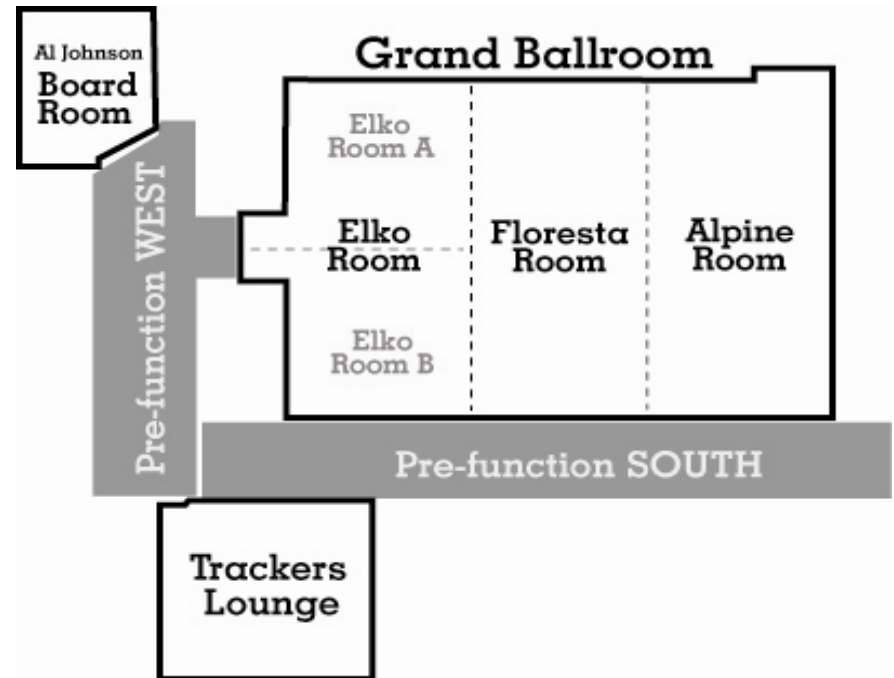 Al Johnson
Board
Room
Grand Ballroom
Elko
Room A
Elko
Room
Floresta
Room
Alpine
Room
Elko
Room B
Pre-function WEST
Pre-function SOUTH
Trackers
Lounge